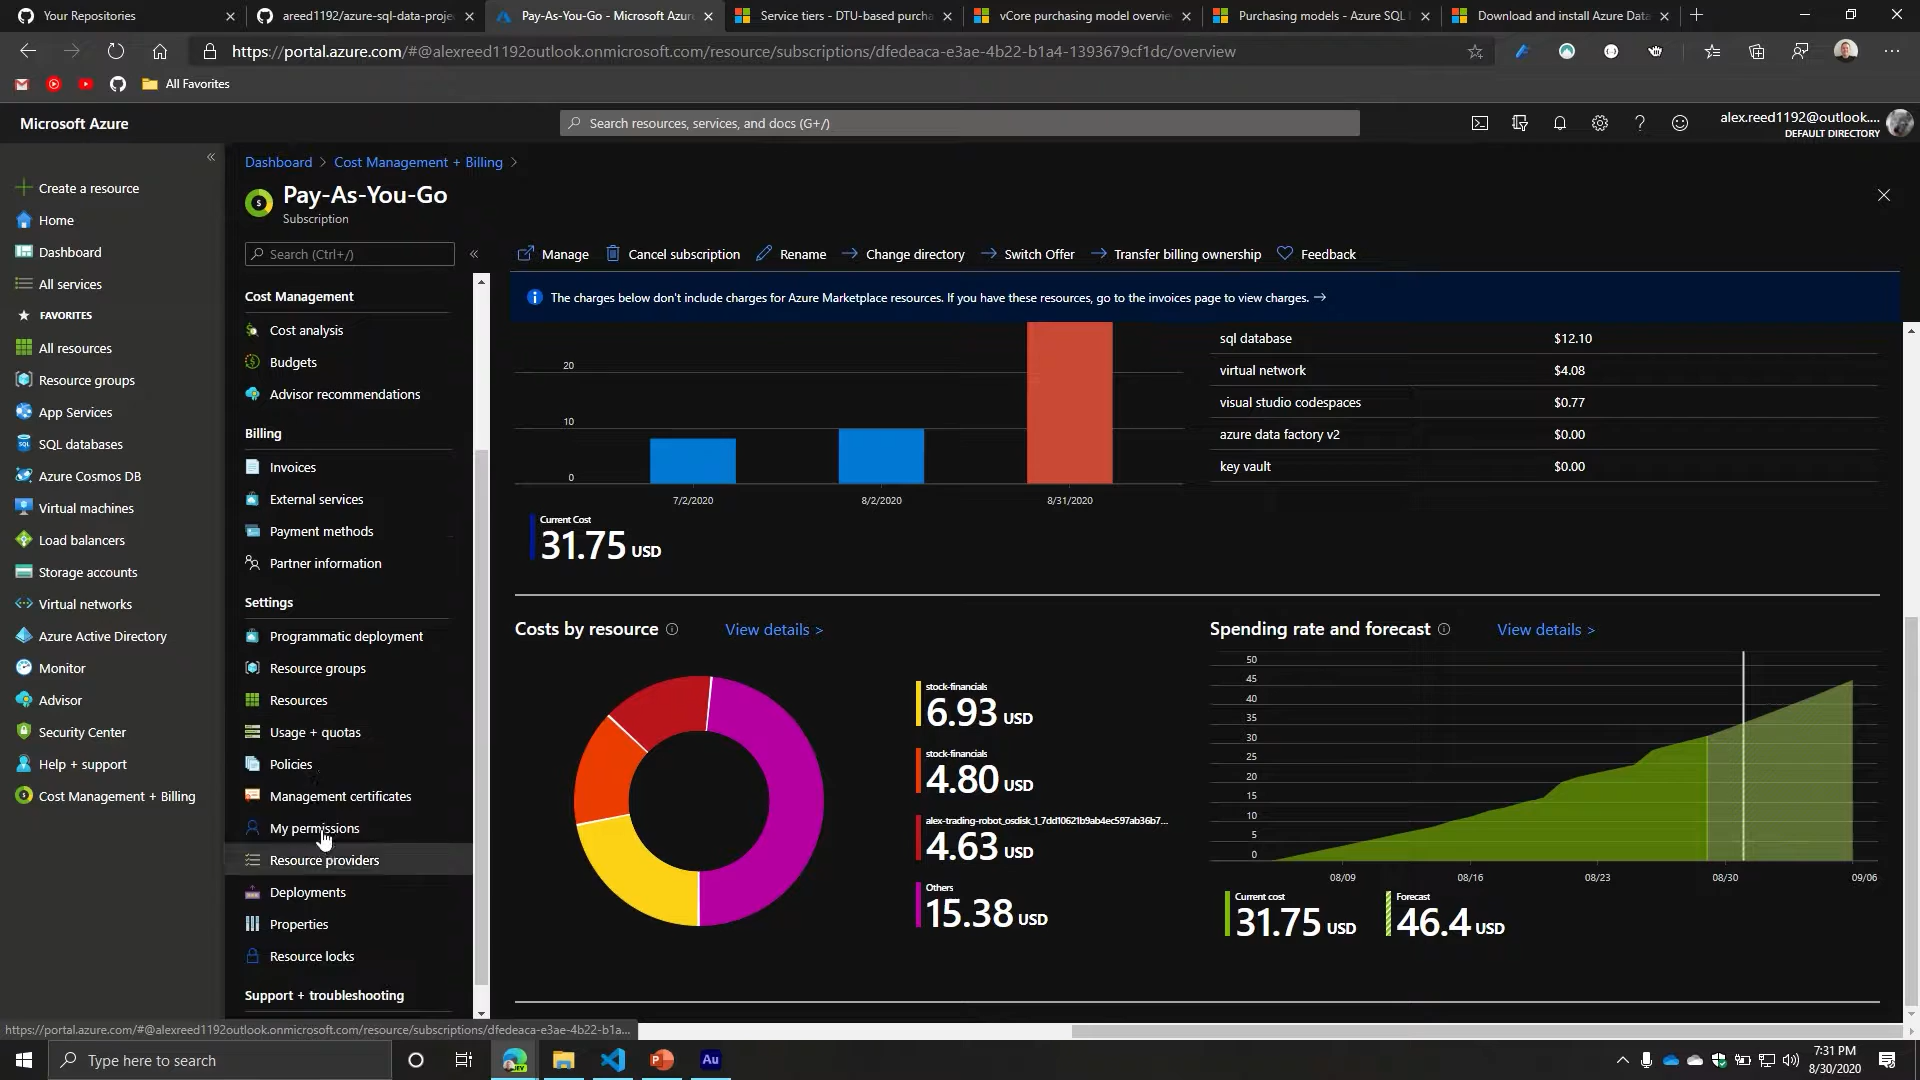 Your Repositories
areed1192/azure-sql-data-proje
Pay-As-You-Go - Microsoft Azure
Service tiers - DTU-based purcha
vCore purchasing model overvie
Purchasing models - Azure SQL
Download and install Azure Data
https://portal.azure.com/#@alexreed1192outlook.onmicrosoft.com/resource/subscriptions/dfedeaca-e3ae-4b22-b1a4-1393679cf1dc/overview
All Favorites
Microsoft Azure
Search resources, services, and docs (G+/)
alex.reed1192@outlook....
DEFAULT DIRECTORY
Create a resource
Home
Dashboard
All services
FAVORITES
All resources
Resource groups
App Services
SQL databases
Azure Cosmos DB
Virtual machines
Load balancers
Storage accounts
Virtual networks
Azure Active Directory
Monitor
Advisor
Security Center
Help + support
Cost Management + Billing
Dashboard > Cost Management + Billing >
Pay-As-You-Go
Subscription
Search (Ctrl+/)
Cost Management
Cost analysis
Budgets
Advisor recommendations
Billing
Invoices
External services
Payment methods
Partner information
Settings
Programmatic deployment
Resource groups
Resources
Usage + quotas
Policies
Management certificates
My permissions
Resource providers
Deployments
Properties
Resource locks
Support + troubleshooting
Manage
Cancel subscription
Rename
Change directory
Switch Offer
Transfer billing ownership
Feedback
The charges below don't include charges for Azure Marketplace resources. If you have these resources, go to the invoices page to view charges. →
20
10
0
7/2/2020
8/2/2020
8/31/2020
Current Cost
31.75 USD
sql database $12.10
virtual network $4.08
visual studio codespaces $0.77
azure data factory v2 $0.00
key vault $0.00
Costs by resource
View details >
stock-financials
6.93 USD
stock-financials
4.80 USD
alex-trading-robot_osdisk_1_7dd10621b9ab4ec597ab36b7...
4.63 USD
Others
15.38 USD
Spending rate and forecast
View details >
50
45
40
35
30
25
20
15
10
5
0
08/09
08/16
08/23
08/30
09/06
Current cost
31.75 USD
Forecast
46.4 USD
https://portal.azure.com/#@alexreed1192outlook.onmicrosoft.com/resource/subscriptions/dfedeaca-e3ae-4b22-b1a...
Type here to search
DEV
Au
7:31 PM
8/30/2020